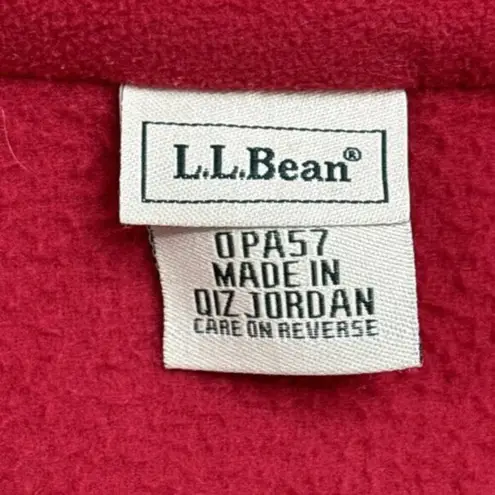 L.L.Bean®
0PA57
MADE IN
QIZ JORDAN
CARE ON REVERSE